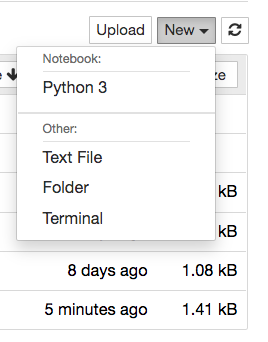 Upload New
Notebook:
Python 3
Other:
Text File
Folder
kB
Terminal
kB
8 days ago 1.08 kB
5 minutes ago 1.41 kB